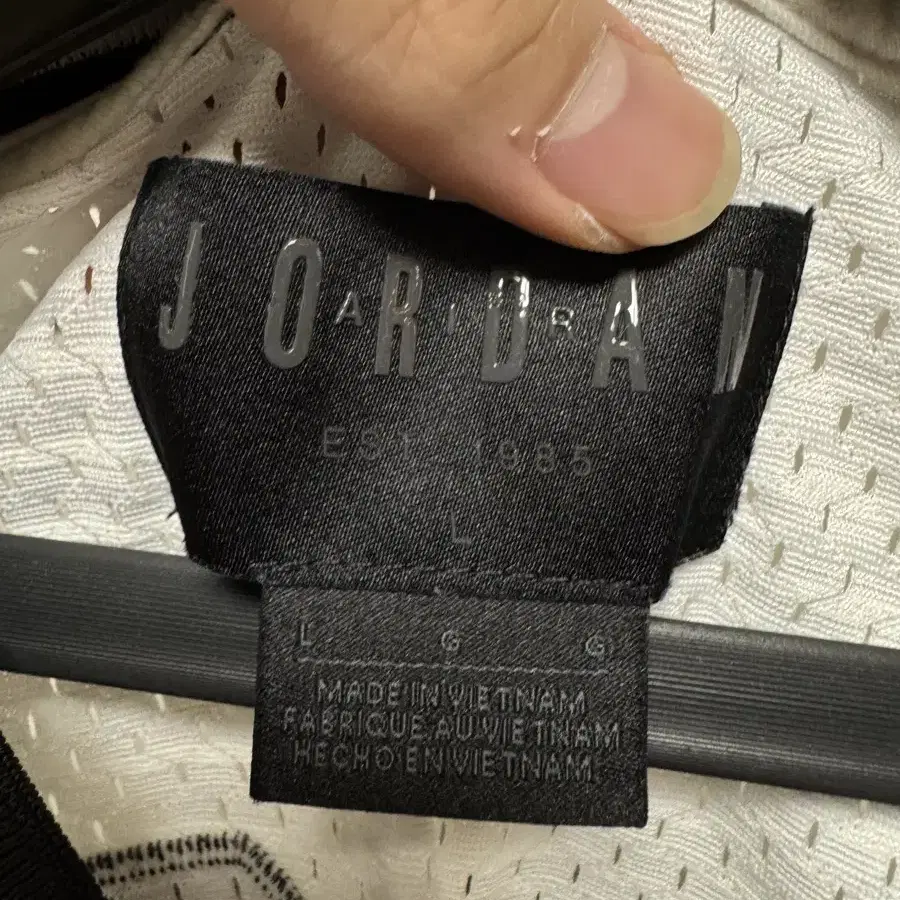 JORDAN
AIR
EST. 1985
L
L G G
MADE IN VIETNAM
FABRIQUE AU VIETNAM
HECHO EN VIETNAM